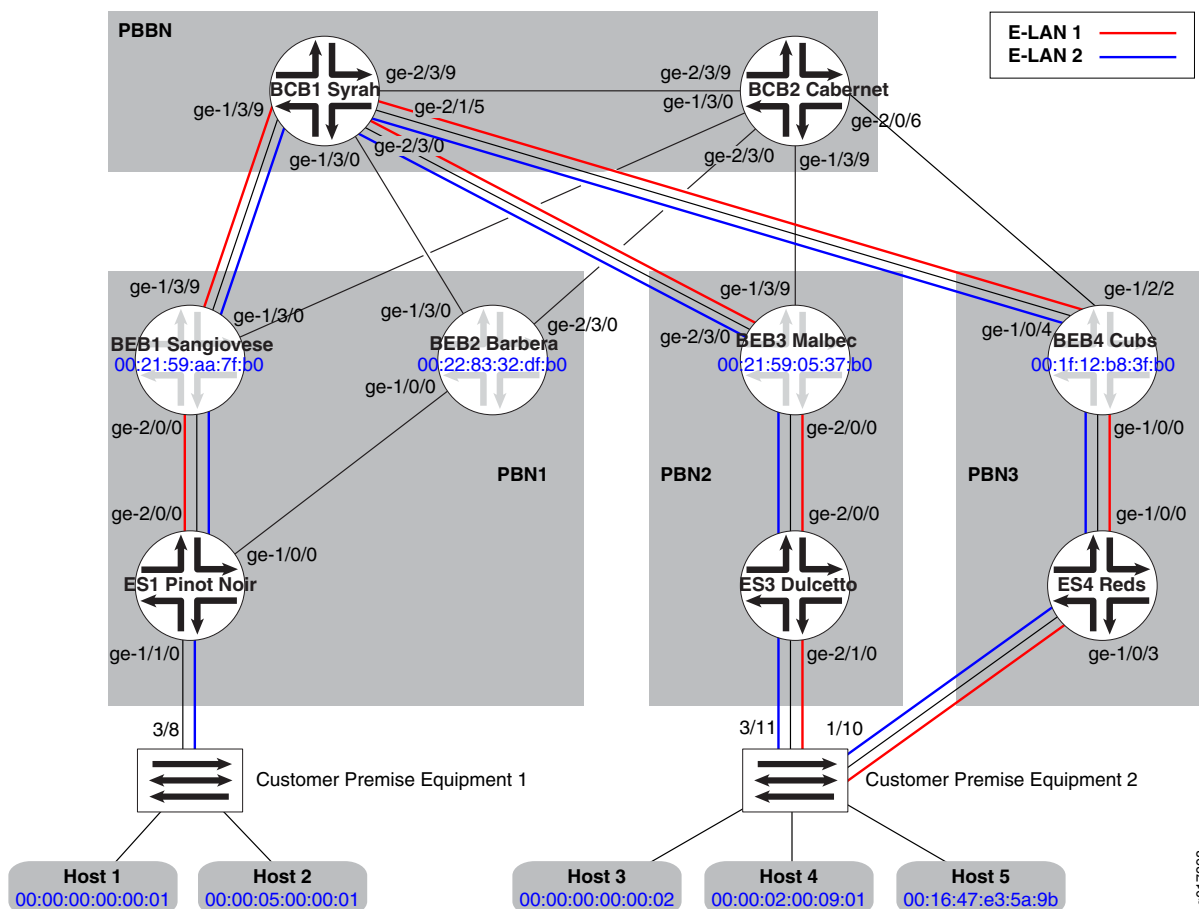 PBBN
E-LAN 1
E-LAN 2
ge-2/3/9
ge-2/3/9
BCB1 Syrah
BCB2 Cabernet
ge-1/3/9
ge-2/1/5
ge-1/3/0
ge-2/0/6
ge-1/3/0
ge-2/3/0
ge-2/3/0
ge-1/3/9
ge-1/3/9
ge-1/3/0
ge-1/3/0
ge-2/3/0
ge-1/3/9
ge-2/3/0
ge-1/2/2
ge-1/0/4
BEB1 Sangiovese
00:21:59:aa:7f:b0
BEB2 Barbera
00:22:83:32:df:b0
BEB3 Malbec
00:21:59:05:37:b0
BEB4 Cubs
00:1f:12:b8:3f:b0
ge-1/0/0
ge-2/0/0
ge-2/0/0
ge-1/0/0
PBN1
PBN2
PBN3
ge-2/0/0
ge-2/0/0
ge-1/0/0
ge-1/0/0
ES1 Pinot Noir
ES3 Dulcetto
ES4 Reds
ge-1/1/0
ge-2/1/0
ge-1/0/3
3/8
3/11
1/10
Customer Premise Equipment 1
Customer Premise Equipment 2
Host 1
00:00:00:00:00:01
Host 2
00:00:05:00:00:01
Host 3
00:00:00:00:00:02
Host 4
00:00:02:00:09:01
Host 5
00:16:47:e3:5a:9b